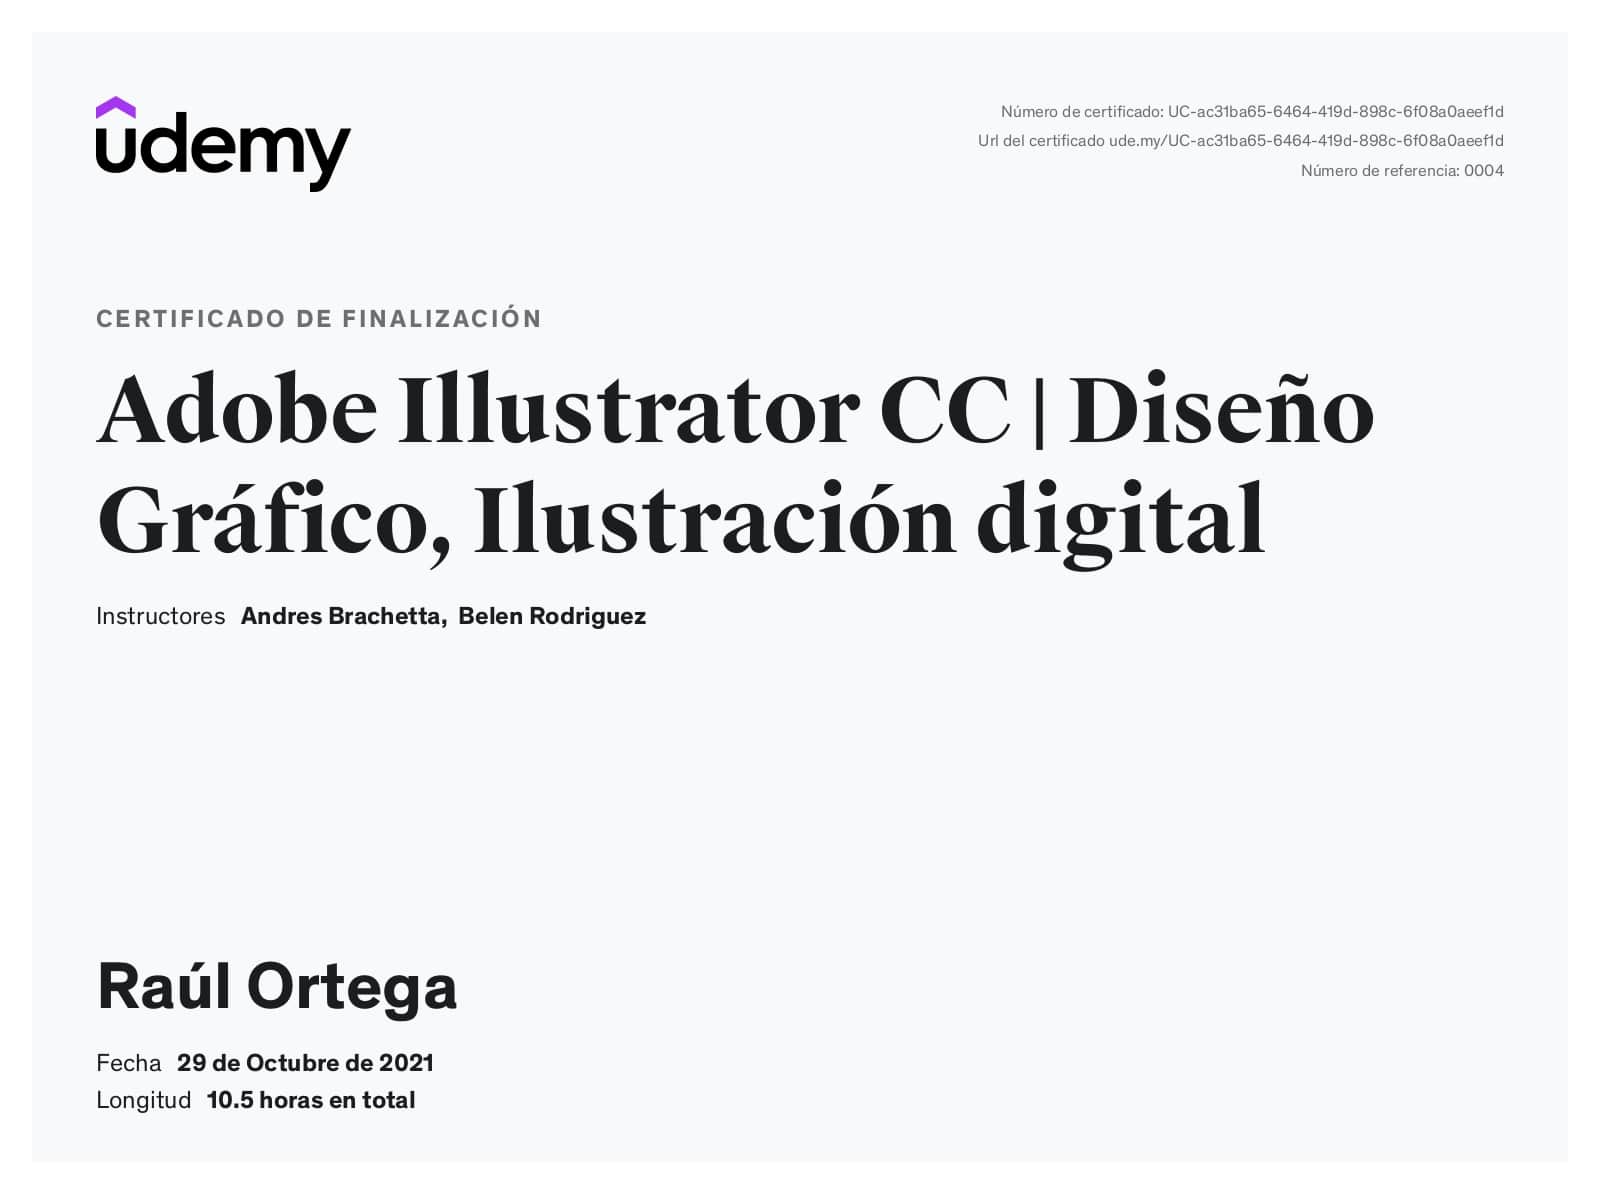 udemy
Número de certificado: UC-ac31ba65-6464-419d-898c-6f08a0aeef1d
Url del certificado ude.my/UC-ac31ba65-6464-419d-898c-6f08a0aeef1d
Número de referencia: 0004
CERTIFICADO DE FINALIZACIÓN
Adobe Illustrator CC | Diseño
Gráfico, Ilustración digital
Instructores Andres Brachetta, Belen Rodriguez
Raúl Ortega
Fecha 29 de Octubre de 2021
Longitud 10.5 horas en total